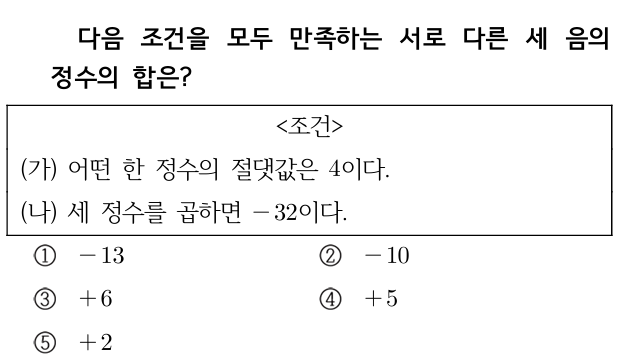 다음 조건을 모두 만족하는 서로 다른 세 음의
정수의 합은?
<조건>
(가) 어떤 한 정수의 절댓값은 4이다.
(나) 세 정수를 곱하면 -32이다.
① -13 ② -10
③ +6 ④ +5
⑤ +2